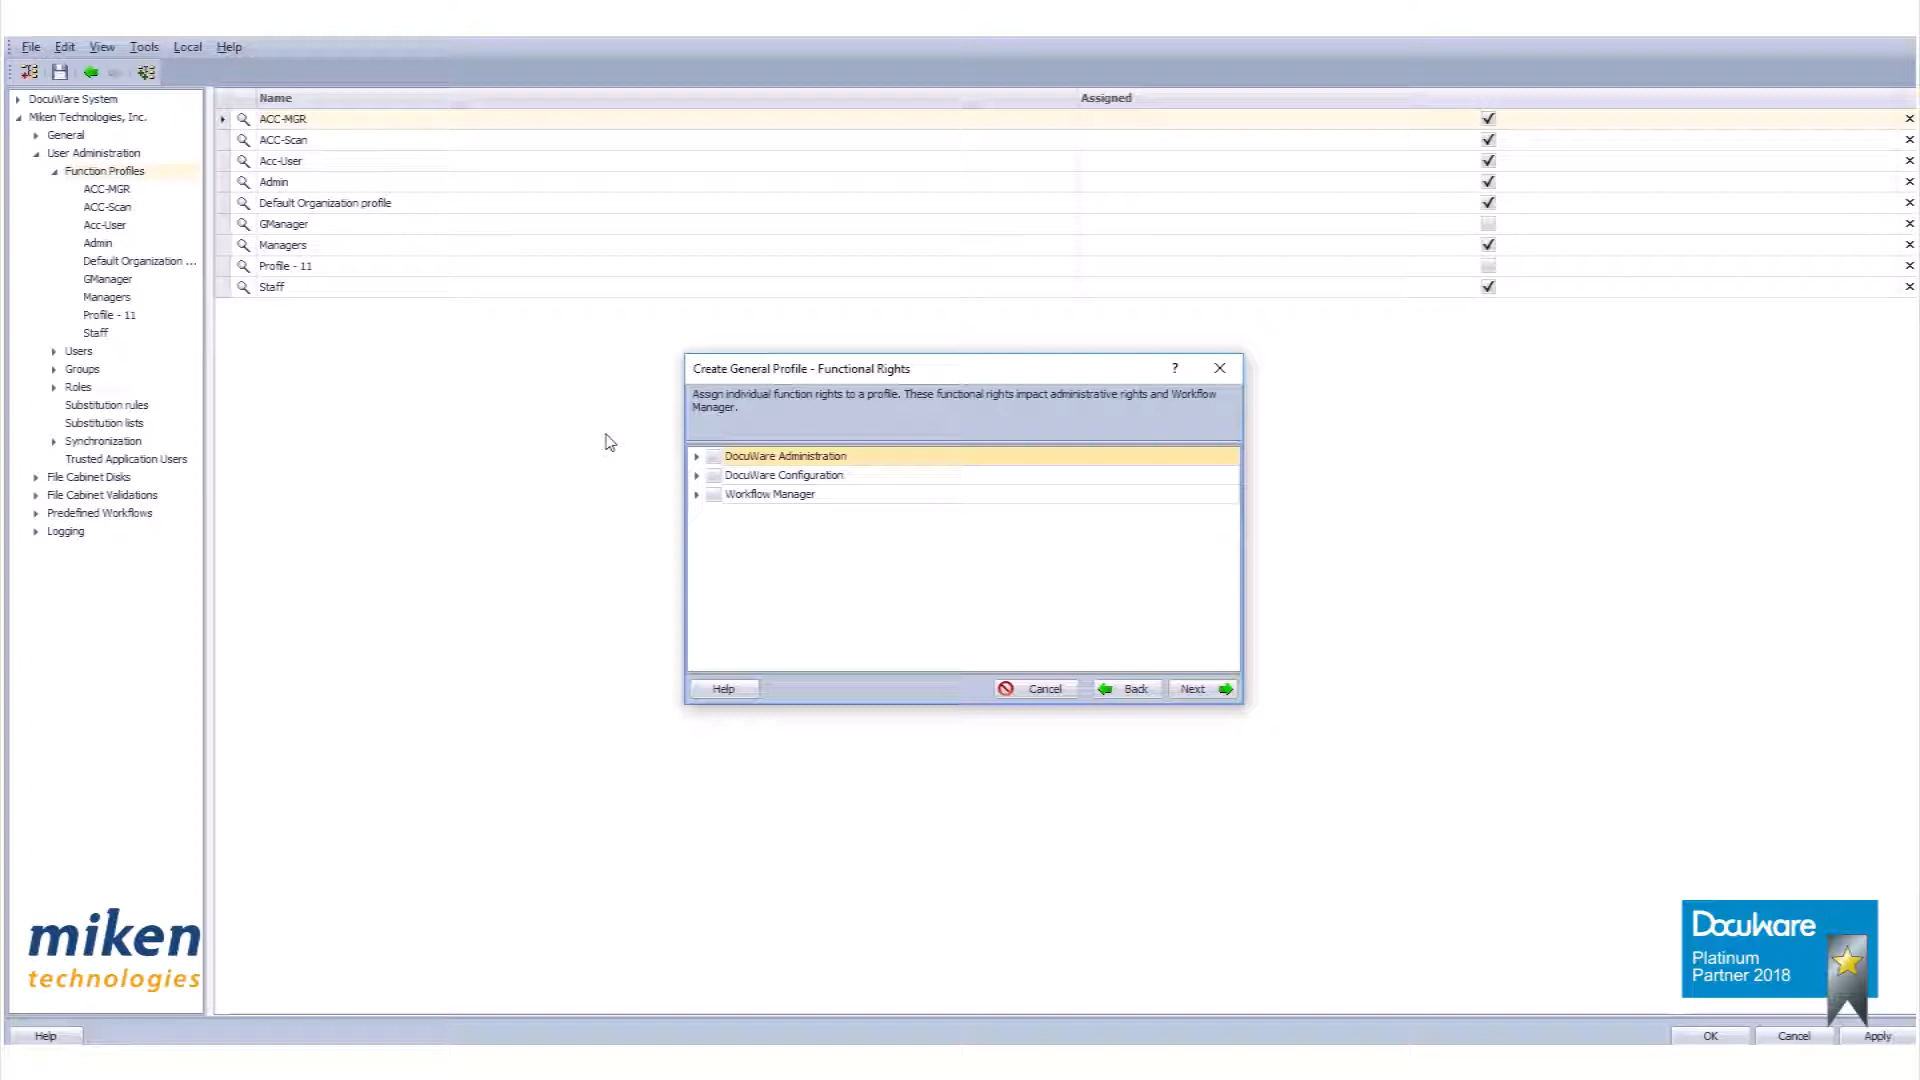 File Edit View Tools Local Help
DocuWare System
Miken Technologies, Inc.
General
User Administration
Function Profiles
ACC-MGR
ACC-Scan
Acc-User
Admin
Default Organization ...
GManager
Managers
Profile - 11
Staff
Users
Groups
Roles
Substitution rules
Substitution lists
Synchronization
Trusted Application Users
File Cabinet Disks
File Cabinet Validations
Predefined Workflows
Logging
Name Assigned
ACC-MGR
ACC-Scan
Acc-User
Admin
Default Organization profile
GManager
Managers
Profile - 11
Staff
Create General Profile - Functional Rights ?
Assign individual function rights to a profile. These functional rights impact administrative rights and Workflow
Manager.
DocuWare Administration
DocuWare Configuration
Workflow Manager
Help Cancel Back Next
miken
technologies
DocuWare
Platinum
Partner 2018
Help OK Cancel Apply